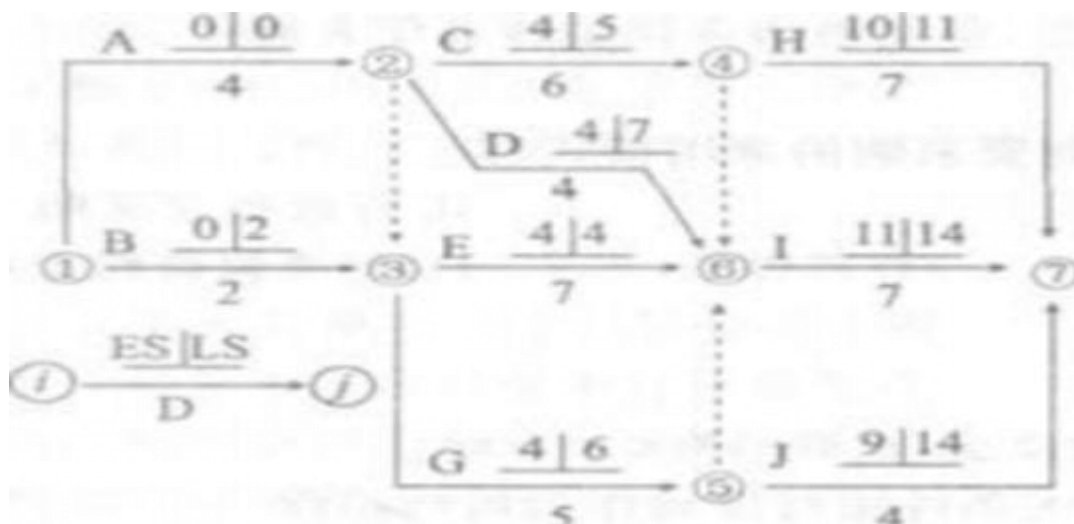 A 0|0 ② C 4|5 ④ H 10|11
4 6 7
D 4|7
4
B 0|2 E 4|4 I 11|14
① ③ ⑥ ⑦
2 7 7
ES|LS
i j
D
G 4|6 J 9|14
⑤
5 4